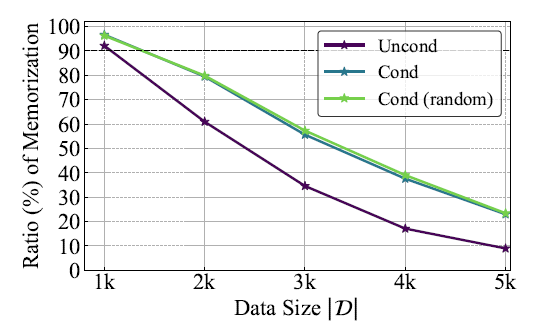 Ratio (%) of Memorization
100
90
80
70
60
50
40
30
20
10
0
Uncond
Cond
Cond (random)
1k 2k 3k 4k 5k
Data Size |𝒟|